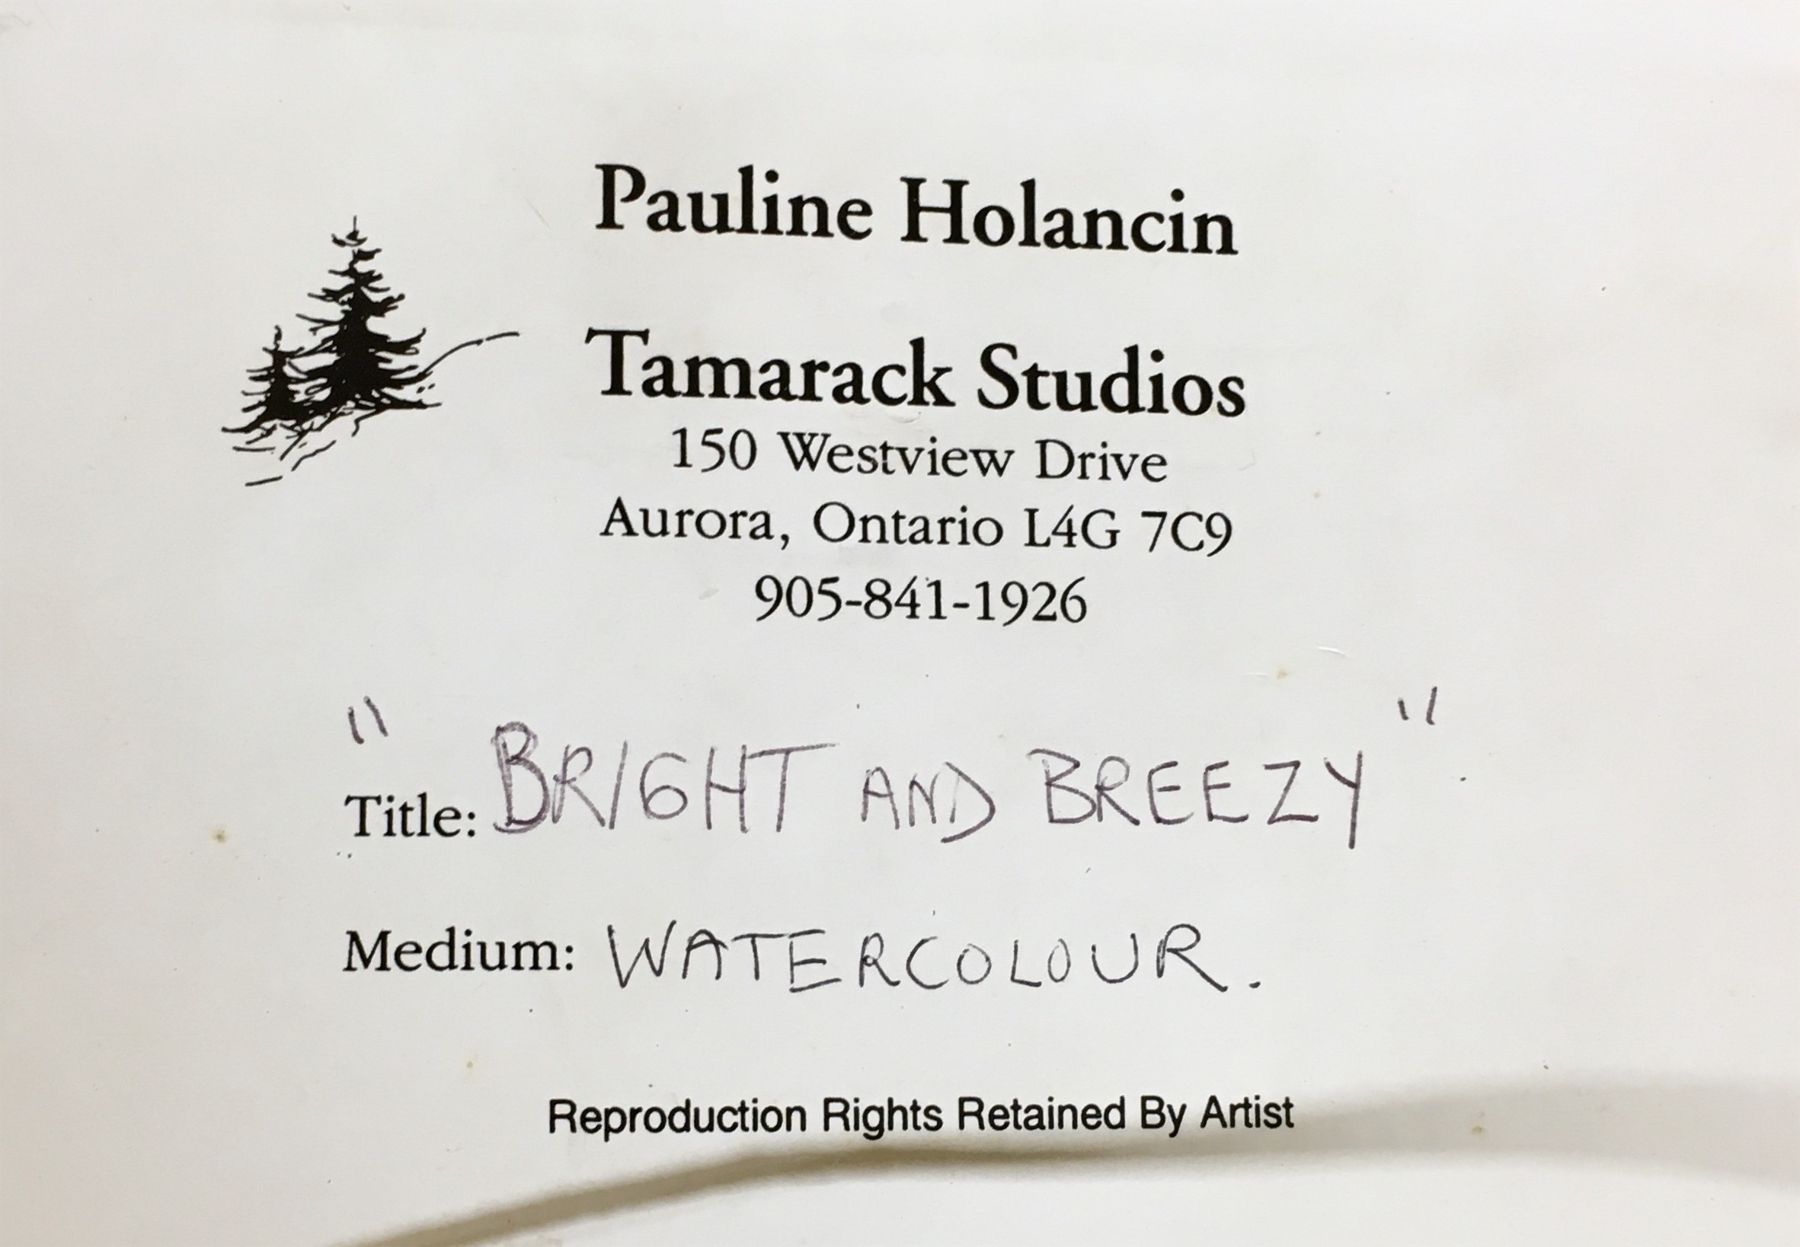 Pauline Holancin
Tamarack Studios
150 Westview Drive
Aurora, Ontario L4G 7C9
905-841-1926
Title: "BRIGHT AND BREEZY"
Medium: WATERCOLOUR.
Reproduction Rights Retained By Artist